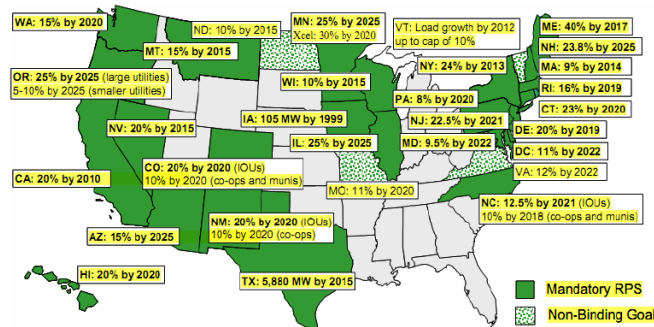 WA: 15% by 2020
ND: 10% by 2015
MN: 25% by 2025
Xcel: 30% by 2020
VT: Load growth by 2012
up to cap of 10%
ME: 40% by 2017
MT: 15% by 2015
NH: 23.8% by 2025
OR: 25% by 2025 (large utilities)
5-10% by 2025 (smaller utilities)
WI: 10% by 2015
NY: 24% by 2013
MA: 9% by 2014
RI: 16% by 2019
PA: 8% by 2020
CT: 23% by 2020
NV: 20% by 2015
IA: 105 MW by 1999
NJ: 22.5% by 2021
DE: 20% by 2019
IL: 25% by 2025
MD: 9.5% by 2022
DC: 11% by 2022
CO: 20% by 2020 (IOUs)
10% by 2020 (co-ops and munis)
VA: 12% by 2022
CA: 20% by 2010
MO: 11% by 2020
NC: 12.5% by 2021 (IOUs)
10% by 2018 (co-ops and munis)
NM: 20% by 2020 (IOUs)
10% by 2020 (co-ops)
AZ: 15% by 2025
HI: 20% by 2020
TX: 5,880 MW by 2015
Mandatory RPS
Non-Binding Goal